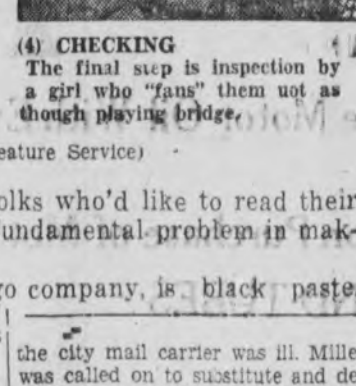 (4) CHECKING
The final step is inspection by
a girl who "fans" them uot as
though playing bridge.
eature Service)
olks who'd like to read their
undamental problem in mak-
go company, is black paste
the city mail carrier was ill. Mille
was called on to substitute and de